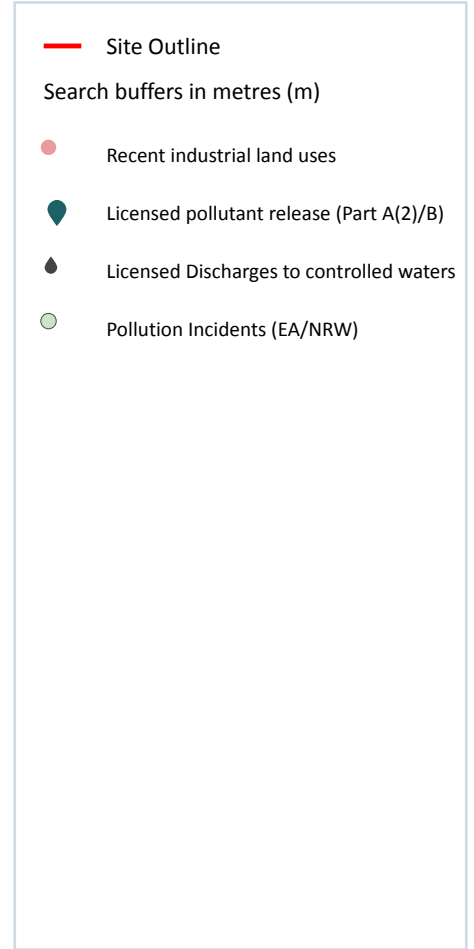 Site Outline
Search buffers in metres (m)
Recent industrial land uses
Licensed pollutant release (Part A(2)/B)
Licensed Discharges to controlled waters
Pollution Incidents (EA/NRW)